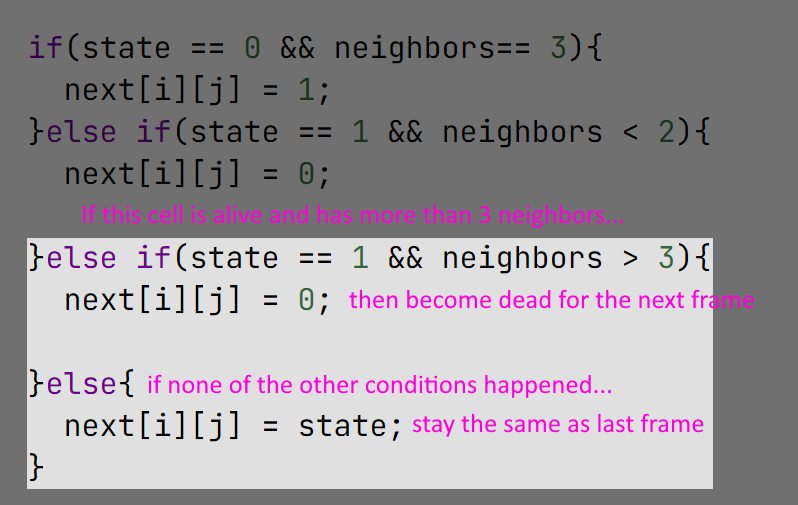 if(state == 0 && neighbors== 3){
next[i][j] = 1;
}else if(state == 1 && neighbors < 2){
next[i][j] = 0;
If this cell is alive and has more than 3 neighbors...
}else if(state == 1 && neighbors > 3){
next[i][j] = 0; then become dead for the next frame
}else{ if none of the other conditions happened...
next[i][j] = state; stay the same as last frame
}